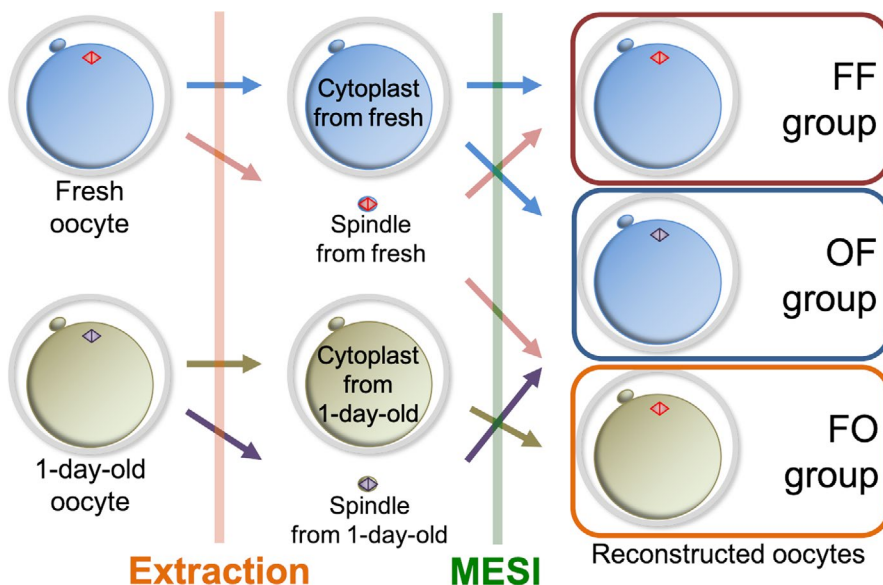 Fresh
oocyte
Cytoplast
from fresh
Spindle
from fresh
FF
group
OF
group
1-day-old
oocyte
Cytoplast
from
1-day-old
Spindle
from 1-day-old
FO
group
Extraction
MESI
Reconstructed oocytes